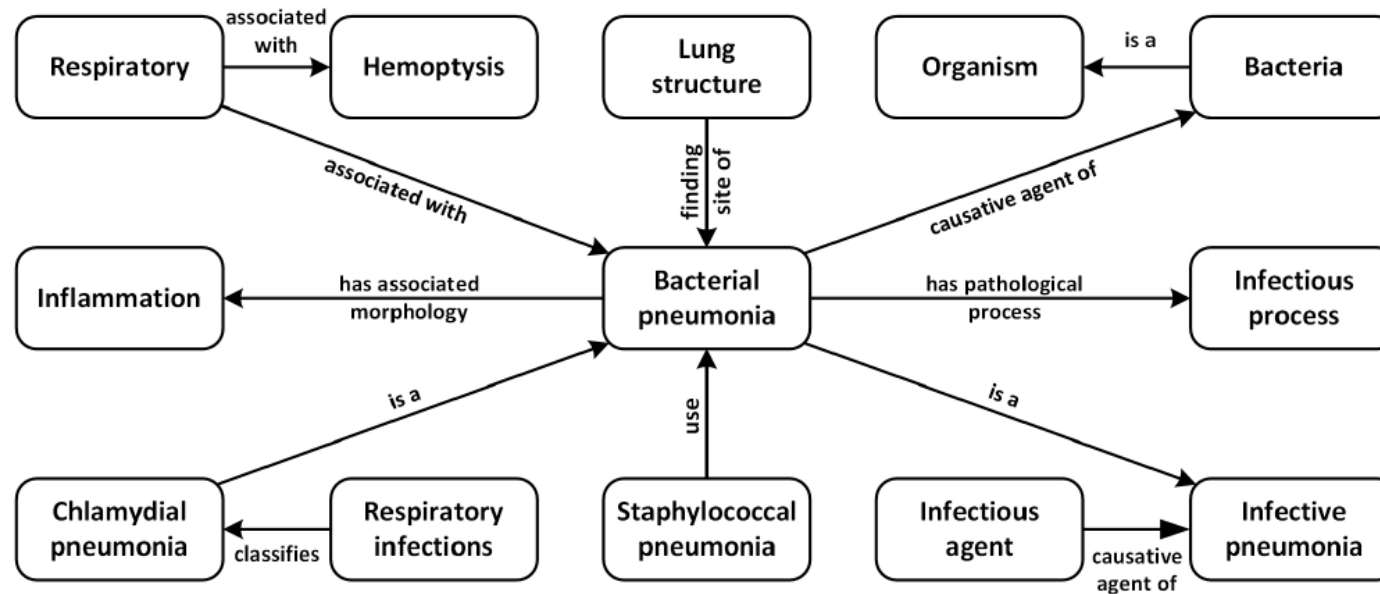 associated
with
Respiratory
Hemoptysis
Lung
structure
Organism
is a
Bacteria
associated with
finding
site of
causative agent of
Inflammation
has associated
morphology
Bacterial
pneumonia
has pathological
process
Infectious
process
is a
use
is a
Chlamydial
pneumonia
classifies
Respiratory
infections
Staphylococcal
pneumonia
Infectious
agent
causative
agent of
Infective
pneumonia